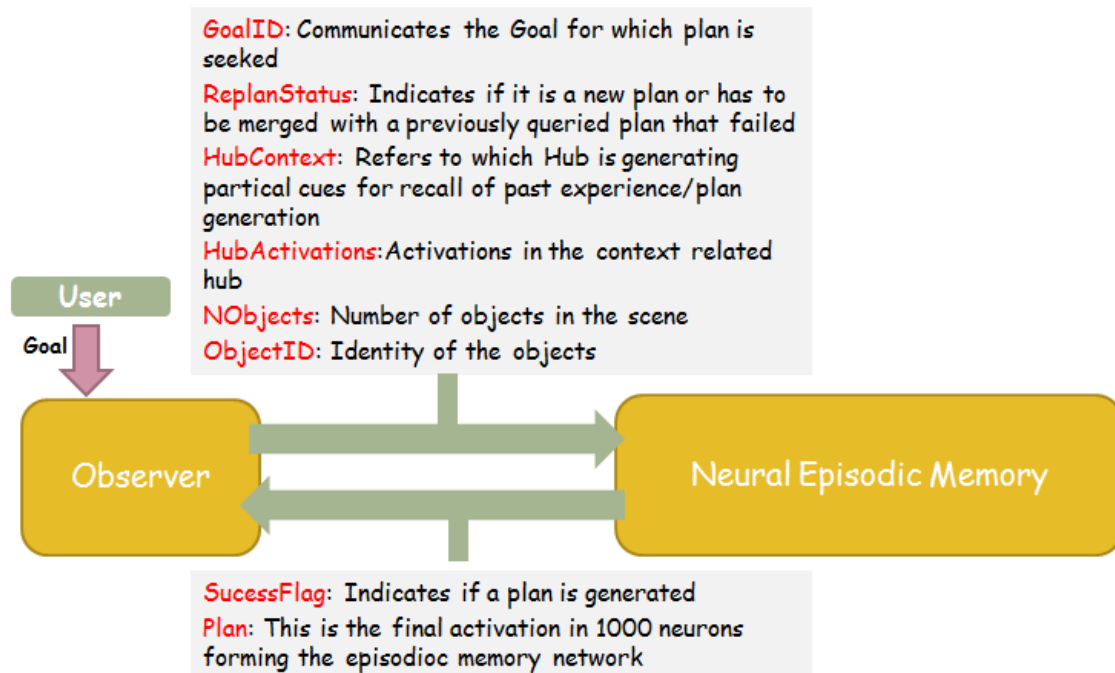 GoalID: Communicates the Goal for which plan is
seeked
ReplanStatus: Indicates if it is a new plan or has to
be merged with a previously queried plan that failed
HubContext: Refers to which Hub is generating
partical cues for recall of past experience/plan
generation
HubActivations:Activations in the context related
hub
NObjects: Number of objects in the scene
ObjectID: Identity of the objects
User
Goal
Observer
Neural Episodic Memory
SucessFlag: Indicates if a plan is generated
Plan: This is the final activation in 1000 neurons
forming the episodioc memory network